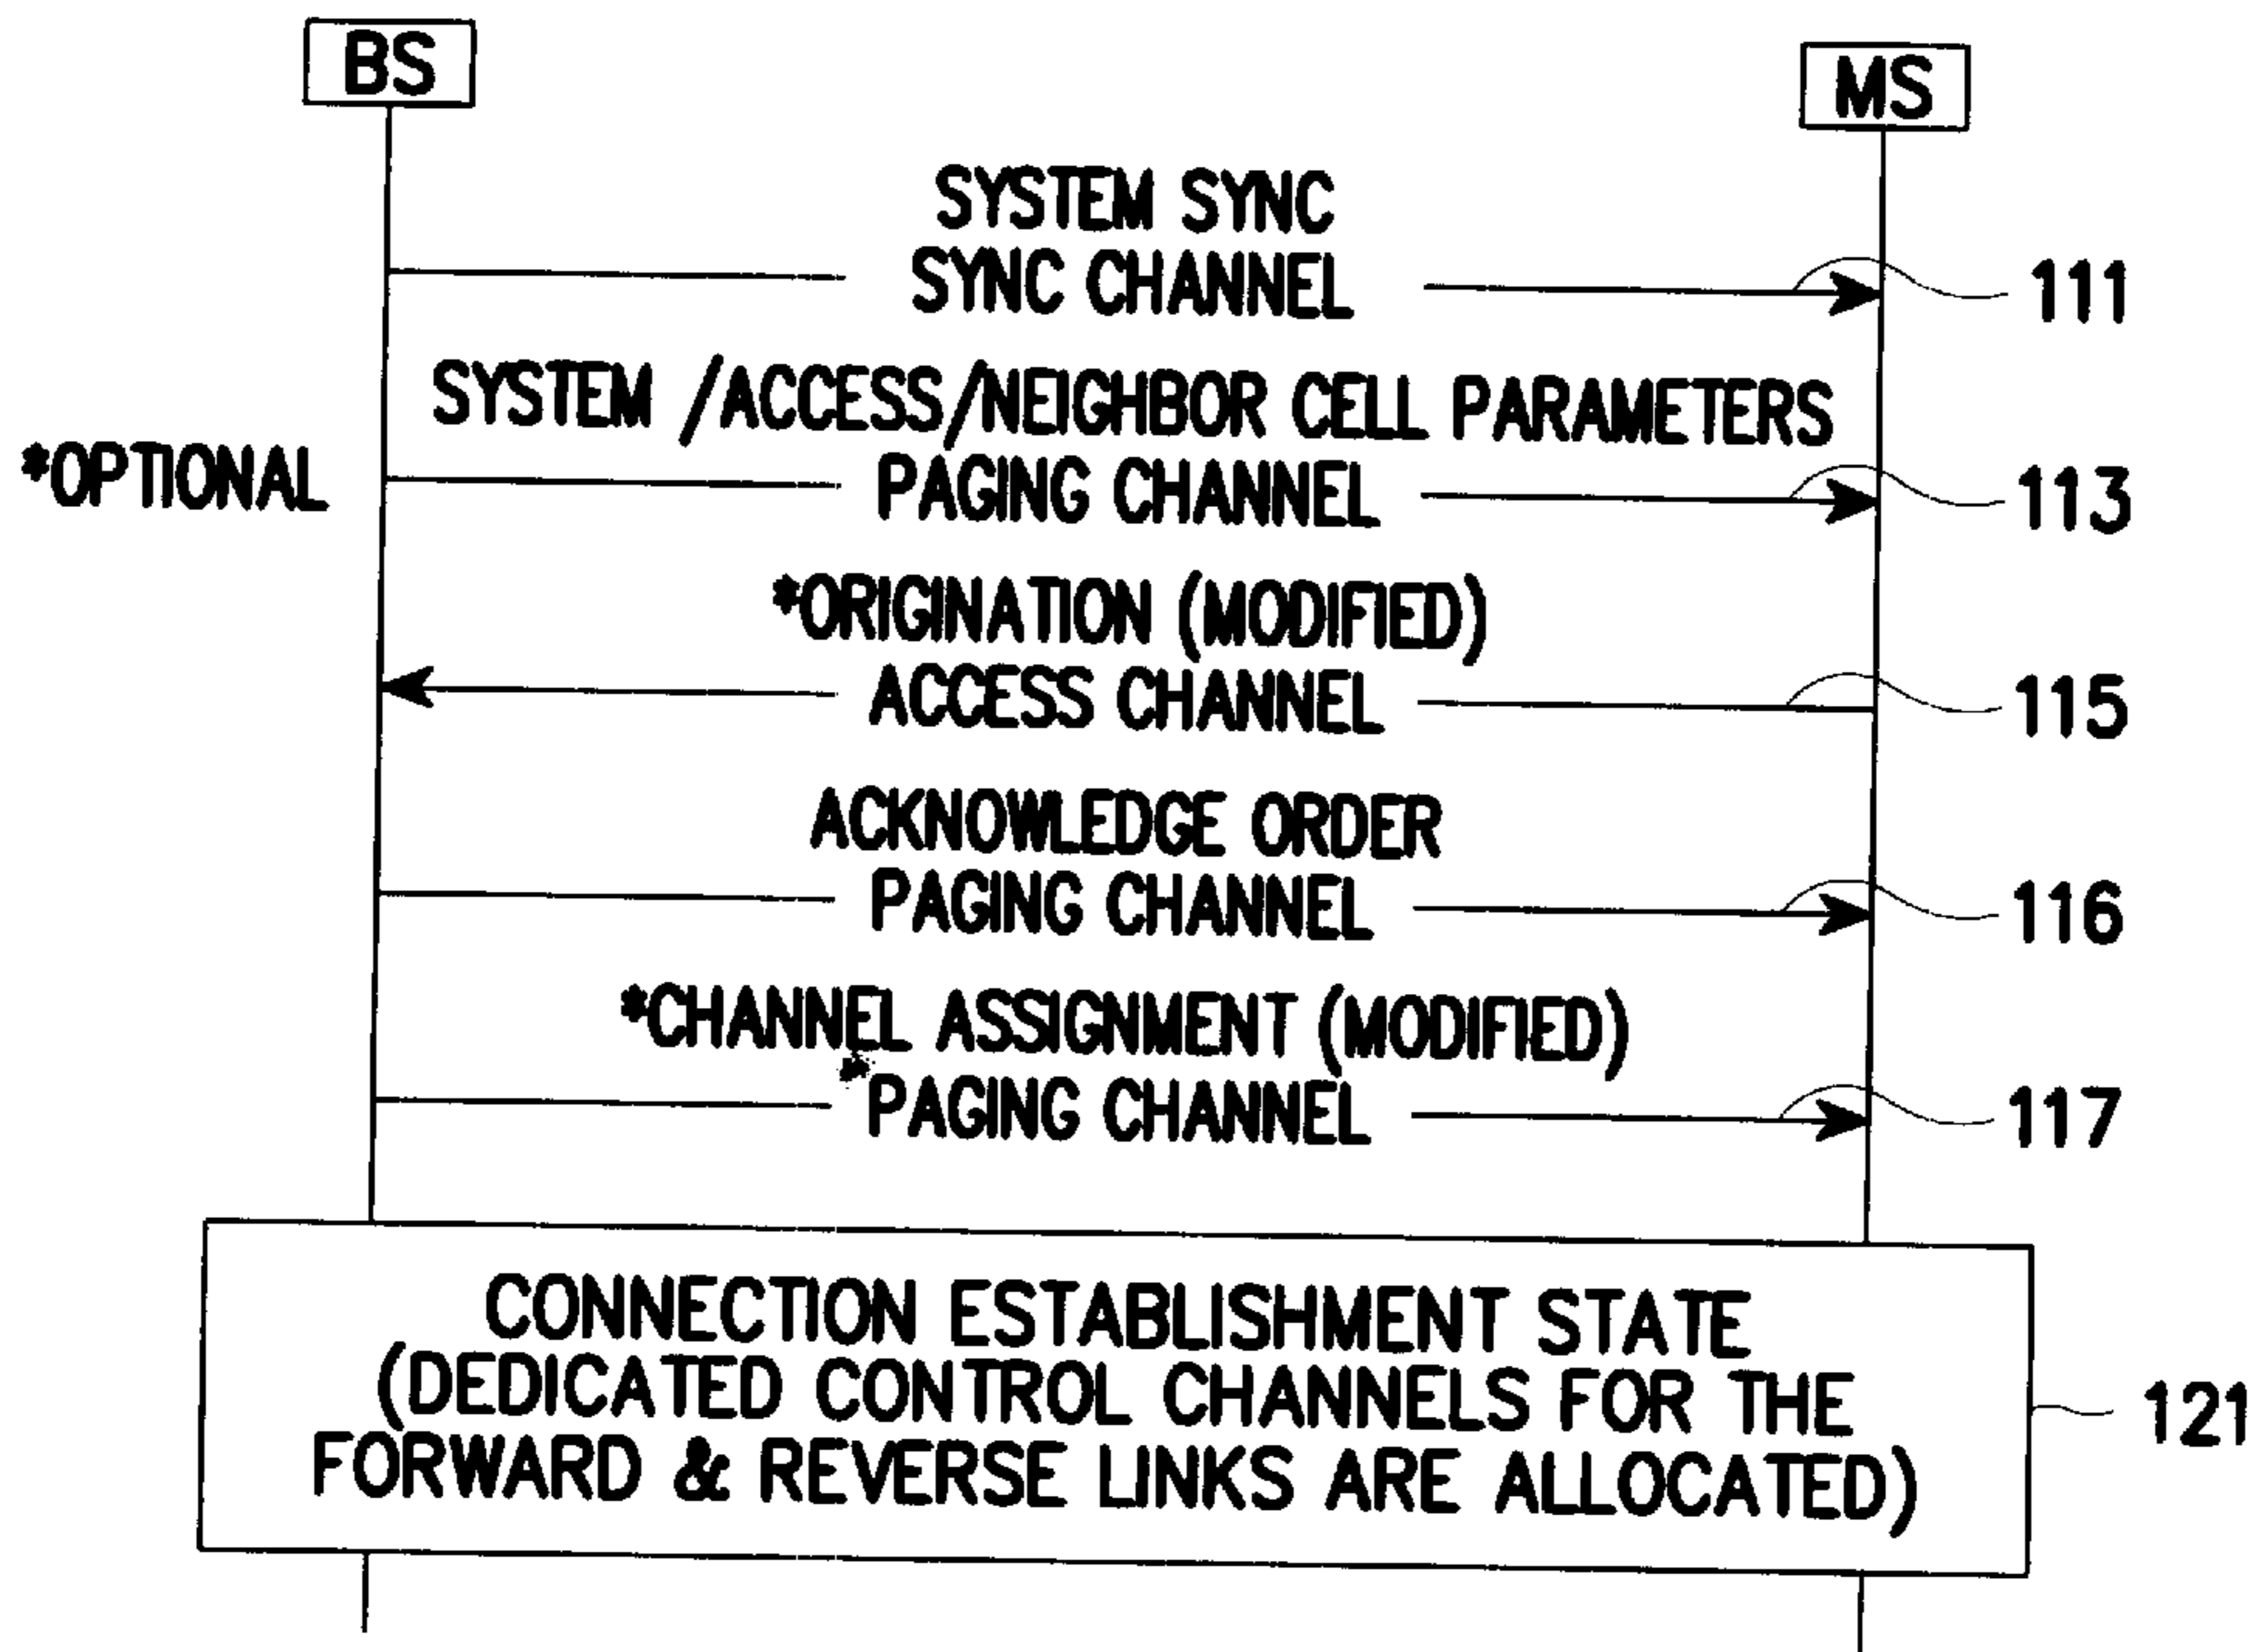 BS
MS
SYSTEM SYNC
SYNC CHANNEL
111
SYSTEM /ACCESS/NEIGHBOR CELL PARAMETERS
*OPTIONAL
PAGING CHANNEL
113
*ORIGINATION (MODIFIED)
ACCESS CHANNEL
115
ACKNOWLEDGE ORDER
PAGING CHANNEL
116
*CHANNEL ASSIGNMENT (MODIFIED)
PAGING CHANNEL
117
CONNECTION ESTABLISHMENT STATE
(DEDICATED CONTROL CHANNELS FOR THE
FORWARD & REVERSE LINKS ARE ALLOCATED)
121